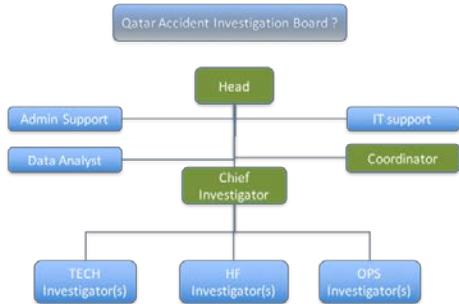 Qatar Accident Investigation Board ?
Head
Admin Support
IT support
Data Analyst
Coordinator
Chief
Investigator
TECH
Investigator(s)
HF
Investigator(s)
OPS
Investigator(s)